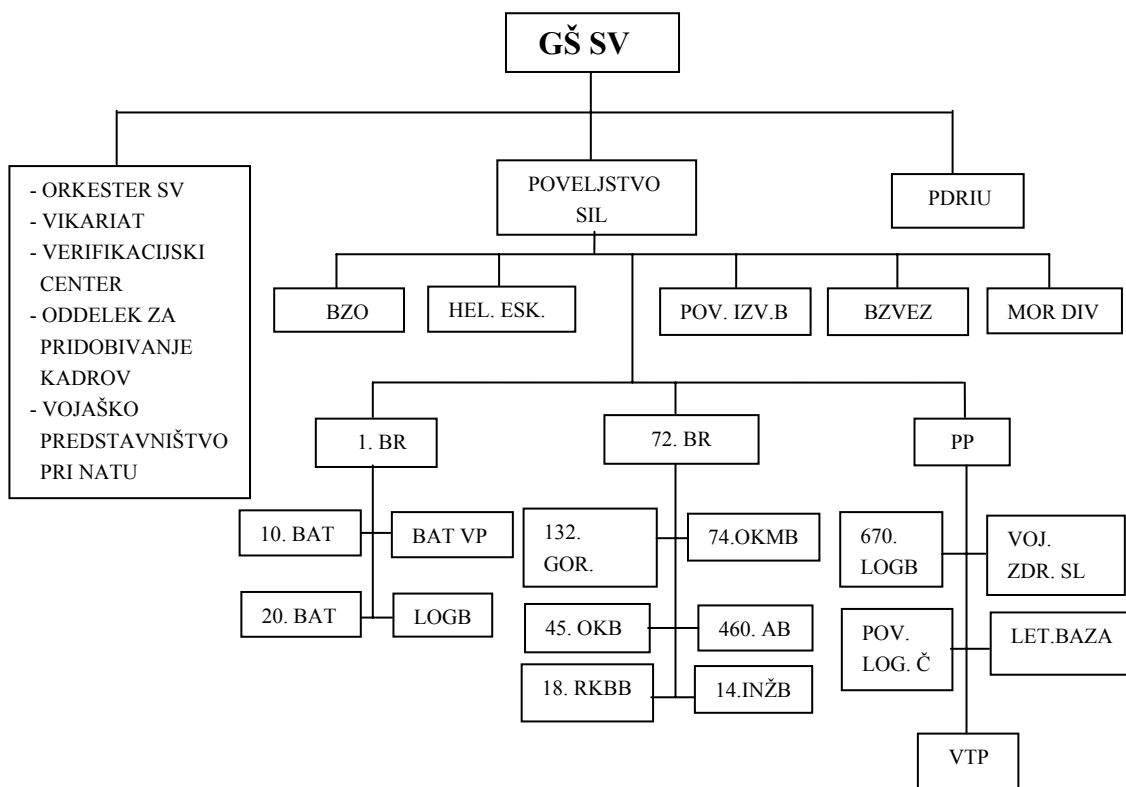 GŠ SV
- ORKESTER SV
- VIKARIAT
- VERIFIKACIJSKI
CENTER
- ODDELEK ZA
PRIDOBIVANJE
KADROV
- VOJAŠKO
PREDSTAVNIŠTVO
PRI NATU
POVELJSTVO
SIL
PDRIU
BZO
HEL. ESK.
POV. IZV.B
BZVEZ
MOR DIV
1. BR
72. BR
PP
10. BAT
BAT VP
20. BAT
LOGB
132.
GOR.
74.OKMB
45. OKB
460. AB
18. RKBB
14.INŽB
670.
LOGB
VOJ.
ZDR. SL
POV.
LOG. Č
LET.BAZA
VTP